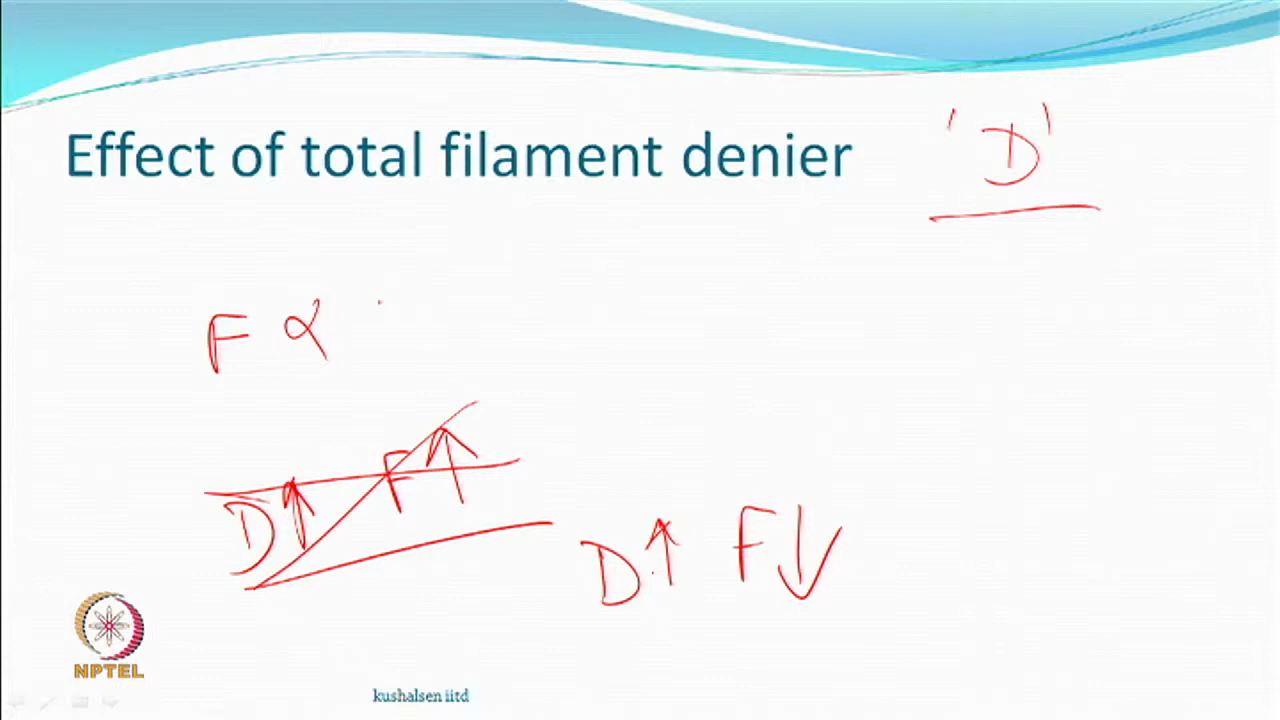 'D'
Effect of total filament denier
F ∝
D↑ F↑
D↑ F↓
NPTEL
kushalsen iitd